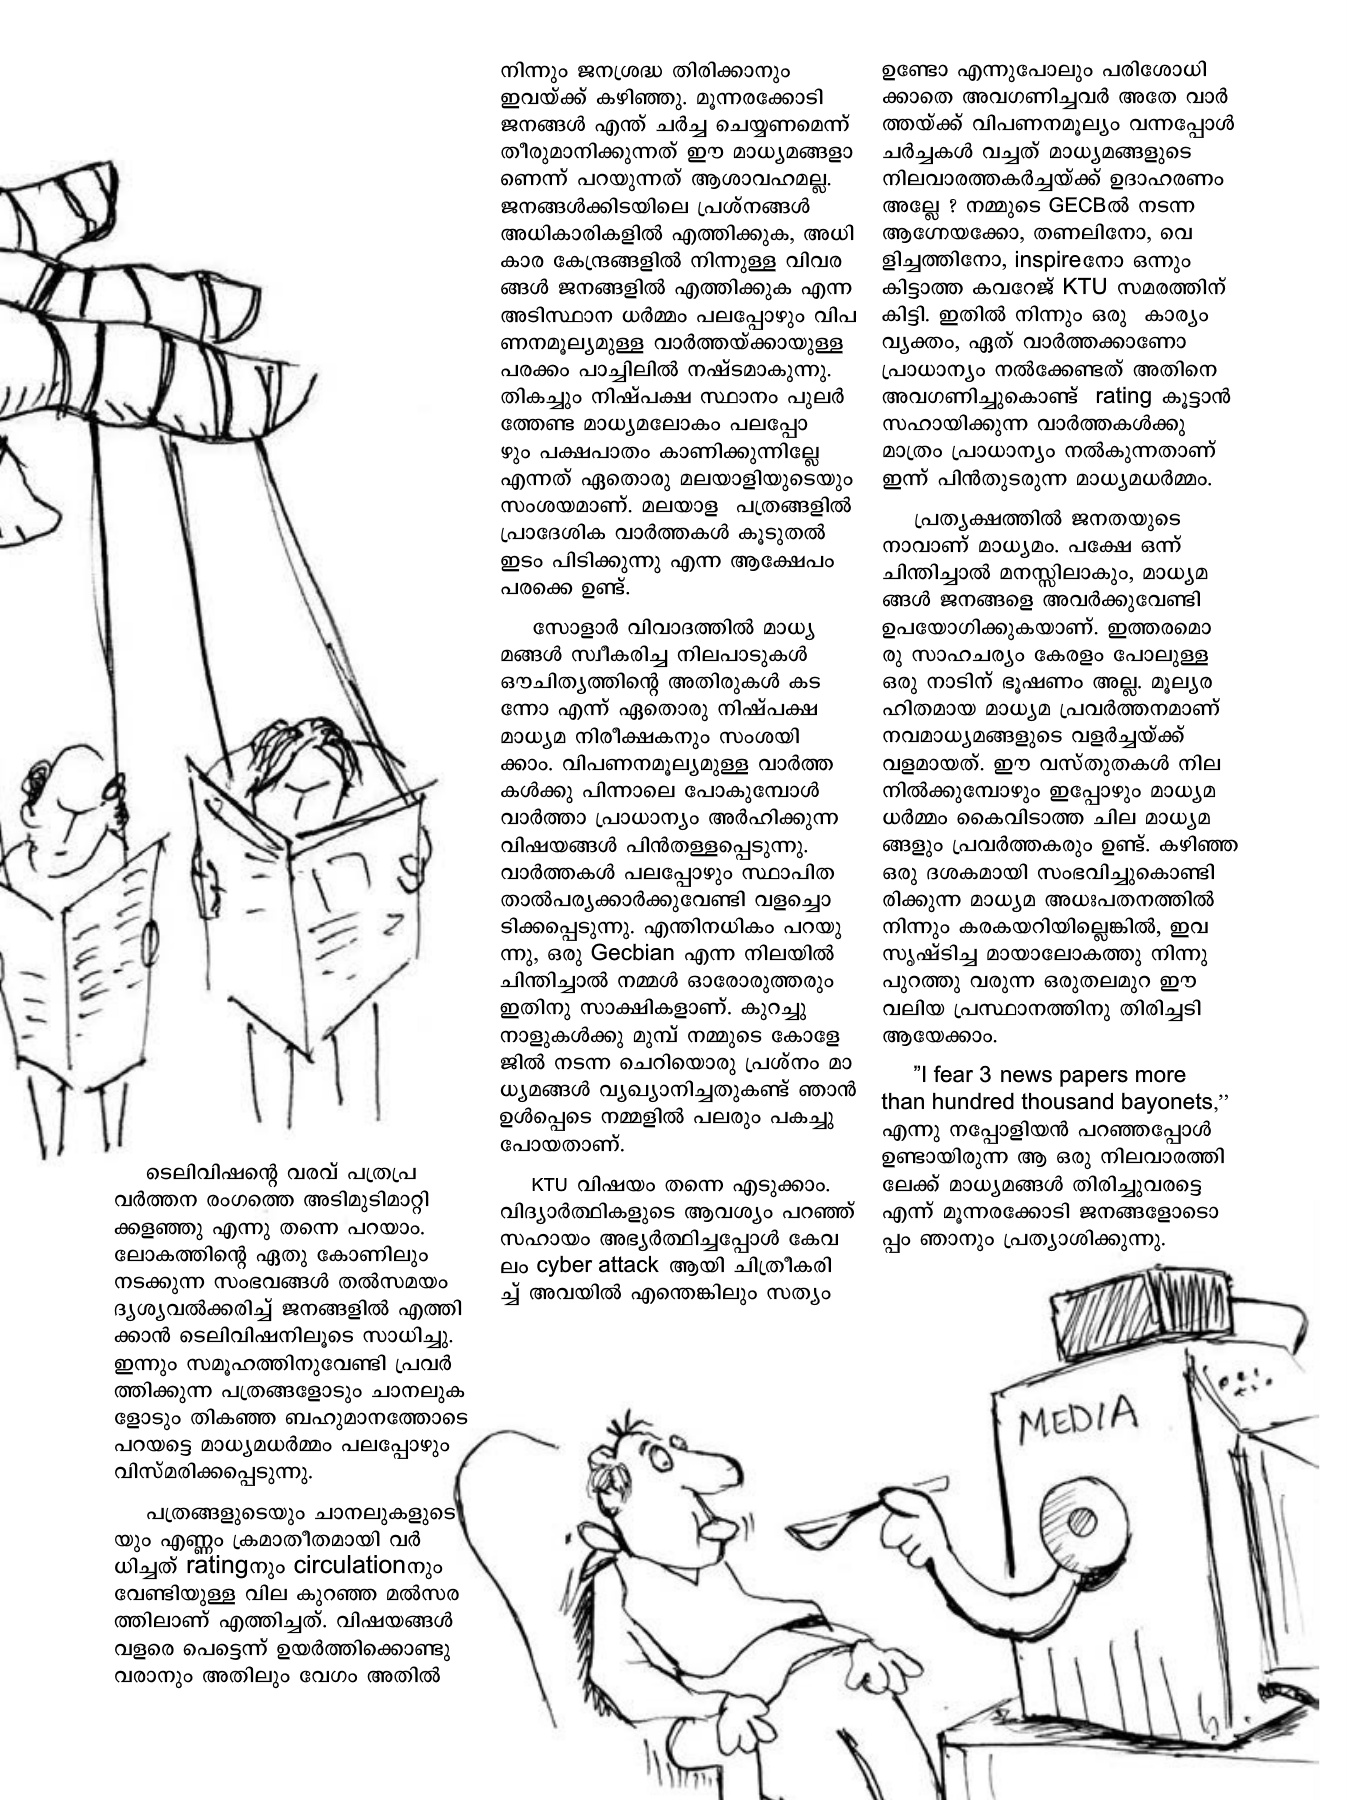 ടെലിവിഷന്റെ വരവ് പത്രപ്ര
വർത്തന രംഗത്തെ അടിമുടിമാറ്റി
ക്കളഞ്ഞു എന്നു തന്നെ പറയാം.
ലോകത്തിന്റെ ഏതു കോണിലും
നടക്കുന്ന സംഭവങ്ങൾ തൽസമയം
ദൃശ്യവൽക്കരിച്ച് ജനങ്ങളിൽ എത്തി
ക്കാൻ ടെലിവിഷനിലൂടെ സാധിച്ചു.
ഇന്നും സമൂഹത്തിനുവേണ്ടി പ്രവർ
ത്തിക്കുന്ന പത്രങ്ങളോടും ചാനലുക
ളോടും തികഞ്ഞ ബഹുമാനത്തോടെ
പറയട്ടെ മാധ്യമധർമ്മം പലപ്പോഴും
വിസ്മരിക്കപ്പെടുന്നു.
പത്രങ്ങളുടെയും ചാനലുകളുടെ
യും എണ്ണം ക്രമാതീതമായി വർ
ധിച്ചത് ratingനും circulationനും
വേണ്ടിയുള്ള വില കുറഞ്ഞ മൽസര
ത്തിലാണ് എത്തിച്ചത്. വിഷയങ്ങൾ
വളരെ പെട്ടെന്ന് ഉയർത്തിക്കൊണ്ടു
വരാനും അതിലും വേഗം അതിൽ
നിന്നും ജനശ്രദ്ധ തിരിക്കാനും
ഇവയ്ക്ക് കഴിഞ്ഞു. മൂന്നരക്കോടി
ജനങ്ങൾ എന്ത് ചർച്ച ചെയ്യണമെന്ന്
തീരുമാനിക്കുന്നത് ഈ മാധ്യമങ്ങളാ
ണെന്ന് പറയുന്നത് ആശാവഹമല്ല.
ജനങ്ങൾക്കിടയിലെ പ്രശ്നങ്ങൾ
അധികാരികളിൽ എത്തിക്കുക, അധി
കാര കേന്ദ്രങ്ങളിൽ നിന്നുള്ള വിവര
ങ്ങൾ ജനങ്ങളിൽ എത്തിക്കുക എന്ന
അടിസ്ഥാന ധർമ്മം പലപ്പോഴും വിപ
ണനമൂല്യമുള്ള വാർത്തയ്ക്കായുള്ള
പരക്കം പാച്ചിലിൽ നഷ്ടമാകുന്നു.
തികച്ചും നിഷ്പക്ഷ സ്ഥാനം പുലർ
ത്തേണ്ട മാധ്യമലോകം പലപ്പോ
ഴും പക്ഷപാതം കാണിക്കുന്നില്ലേ
എന്നത് ഏതൊരു മലയാളിയുടെയും
സംശയമാണ്. മലയാള പത്രങ്ങളിൽ
പ്രാദേശിക വാർത്തകൾ കൂടുതൽ
ഇടം പിടിക്കുന്നു എന്ന ആക്ഷേപം
പരക്കെ ഉണ്ട്.
സോളാർ വിവാദത്തിൽ മാധ്യ
മങ്ങൾ സ്വീകരിച്ച നിലപാടുകൾ
ഔചിത്യത്തിന്റെ അതിരുകൾ കട
ന്നോ എന്ന് ഏതൊരു നിഷ്പക്ഷ
മാധ്യമ നിരീക്ഷകനും സംശയി
ക്കാം. വിപണനമൂല്യമുള്ള വാർത്ത
കൾക്കു പിന്നാലെ പോകുമ്പോൾ
വാർത്താ പ്രാധാന്യം അർഹിക്കുന്ന
വിഷയങ്ങൾ പിൻതള്ളപ്പെടുന്നു.
വാർത്തകൾ പലപ്പോഴും സ്ഥാപിത
താൽപര്യക്കാർക്കുവേണ്ടി വളച്ചൊ
ടിക്കപ്പെടുന്നു. എന്തിനധികം പറയു
ന്നു, ഒരു Gecbian എന്ന നിലയിൽ
ചിന്തിച്ചാൽ നമ്മൾ ഓരോരുത്തരും
ഇതിനു സാക്ഷികളാണ്. കുറച്ചു
നാളുകൾക്കു മുമ്പ് നമ്മുടെ കോളേ
ജിൽ നടന്ന ചെറിയൊരു പ്രശ്നം മാ
ധ്യമങ്ങൾ വ്യഖ്യാനിച്ചതുകണ്ട് ഞാൻ
ഉൾപ്പെടെ നമ്മളിൽ പലരും പകച്ചു
പോയതാണ്.
KTU വിഷയം തന്നെ എടുക്കാം.
വിദ്യാർത്ഥികളുടെ ആവശ്യം പറഞ്ഞ്
സഹായം അഭ്യർത്ഥിച്ചപ്പോൾ കേവ
ലം cyber attack ആയി ചിത്രീകരി
ച്ച് അവയിൽ എന്തെങ്കിലും സത്യം
ഉണ്ടോ എന്നുപോലും പരിശോധി
ക്കാതെ അവഗണിച്ചവർ അതേ വാർ
ത്തയ്ക്ക് വിപണനമൂല്യം വന്നപ്പോൾ
ചർച്ചകൾ വച്ചത് മാധ്യമങ്ങളുടെ
നിലവാരത്തകർച്ചയ്ക്ക് ഉദാഹരണം
അല്ലേ ? നമ്മുടെ GECBൽ നടന്ന
ആഗ്നേയക്കോ, തണലിനോ, വെ
ളിച്ചത്തിനോ, inspireനോ ഒന്നും
കിട്ടാത്ത കവറേജ് KTU സമരത്തിന്
കിട്ടി. ഇതിൽ നിന്നും ഒരു കാര്യം
വ്യക്തം, ഏത് വാർത്തക്കാണോ
പ്രാധാന്യം നൽക്കേണ്ടത് അതിനെ
അവഗണിച്ചുകൊണ്ട് rating കൂട്ടാൻ
സഹായിക്കുന്ന വാർത്തകൾക്കു
മാത്രം പ്രാധാന്യം നൽകുന്നതാണ്
ഇന്ന് പിൻതുടരുന്ന മാധ്യമധർമ്മം.
പ്രത്യക്ഷത്തിൽ ജനതയുടെ
നാവാണ് മാധ്യമം. പക്ഷേ ഒന്ന്
ചിന്തിച്ചാൽ മനസ്സിലാകും, മാധ്യമ
ങ്ങൾ ജനങ്ങളെ അവർക്കുവേണ്ടി
ഉപയോഗിക്കുകയാണ്. ഇത്തരമൊ
രു സാഹചര്യം കേരളം പോലുള്ള
ഒരു നാടിന് ഭൂഷണം അല്ല. മൂല്യര
ഹിതമായ മാധ്യമ പ്രവർത്തനമാണ്
നവമാധ്യമങ്ങളുടെ വളർച്ചയ്ക്ക്
വളമായത്. ഈ വസ്തുതകൾ നില
നിൽക്കുമ്പോഴും ഇപ്പോഴും മാധ്യമ
ധർമ്മം കൈവിടാത്ത ചില മാധ്യമ
ങ്ങളും പ്രവർത്തകരും ഉണ്ട്. കഴിഞ്ഞ
ഒരു ദശകമായി സംഭവിച്ചുകൊണ്ടി
രിക്കുന്ന മാധ്യമ അധഃപതനത്തിൽ
നിന്നും കരകയറിയില്ലെങ്കിൽ, ഇവ
സൃഷ്ടിച്ച മായാലോകത്തു നിന്നു
പുറത്തു വരുന്ന ഒരുതലമുറ ഈ
വലിയ പ്രസ്ഥാനത്തിനു തിരിച്ചടി
ആയേക്കാം.
”I fear 3 news papers more
than hundred thousand bayonets,’’
എന്നു നപ്പോളിയൻ പറഞ്ഞപ്പോൾ
ഉണ്ടായിരുന്ന ആ ഒരു നിലവാരത്തി
ലേക്ക് മാധ്യമങ്ങൾ തിരിച്ചുവരട്ടെ
എന്ന് മൂന്നരക്കോടി ജനങ്ങളോടൊ
പ്പം ഞാനും പ്രത്യാശിക്കുന്നു.
MEDIA